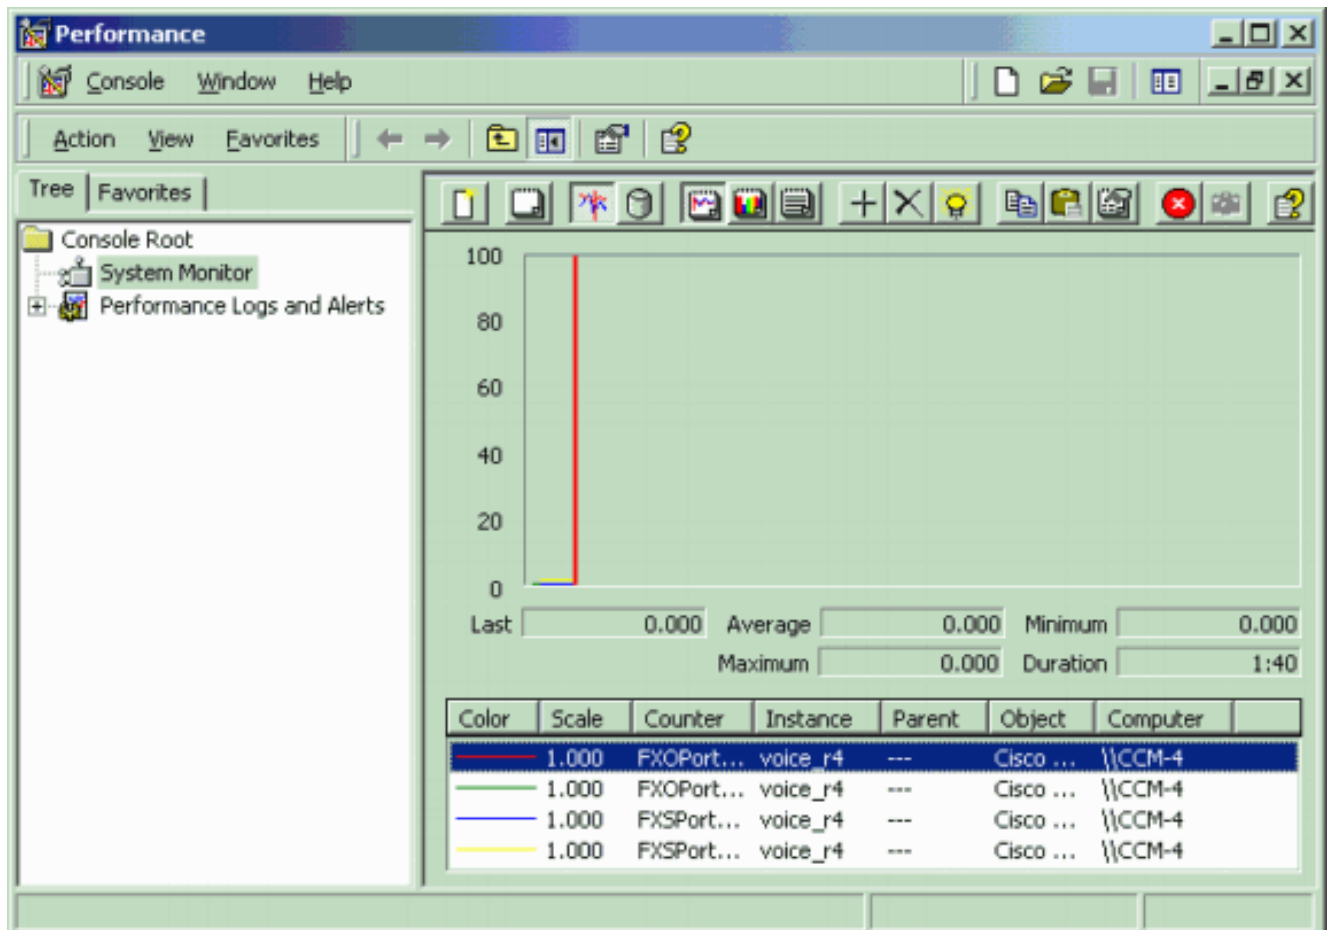 Performance
Console Window Help
Action View Favorites
Tree Favorites
Console Root
System Monitor
Performance Logs and Alerts
100
80
60
40
20
0
Last 0.000 Average 0.000 Minimum 0.000
Maximum 0.000 Duration 1:40
Color Scale Counter Instance Parent Object Computer
1.000 FXOPort... voice_r4 --- Cisco ... \\CCM-4
1.000 FXOPort... voice_r4 --- Cisco ... \\CCM-4
1.000 FXSPort... voice_r4 --- Cisco ... \\CCM-4
1.000 FXSPort... voice_r4 --- Cisco ... \\CCM-4